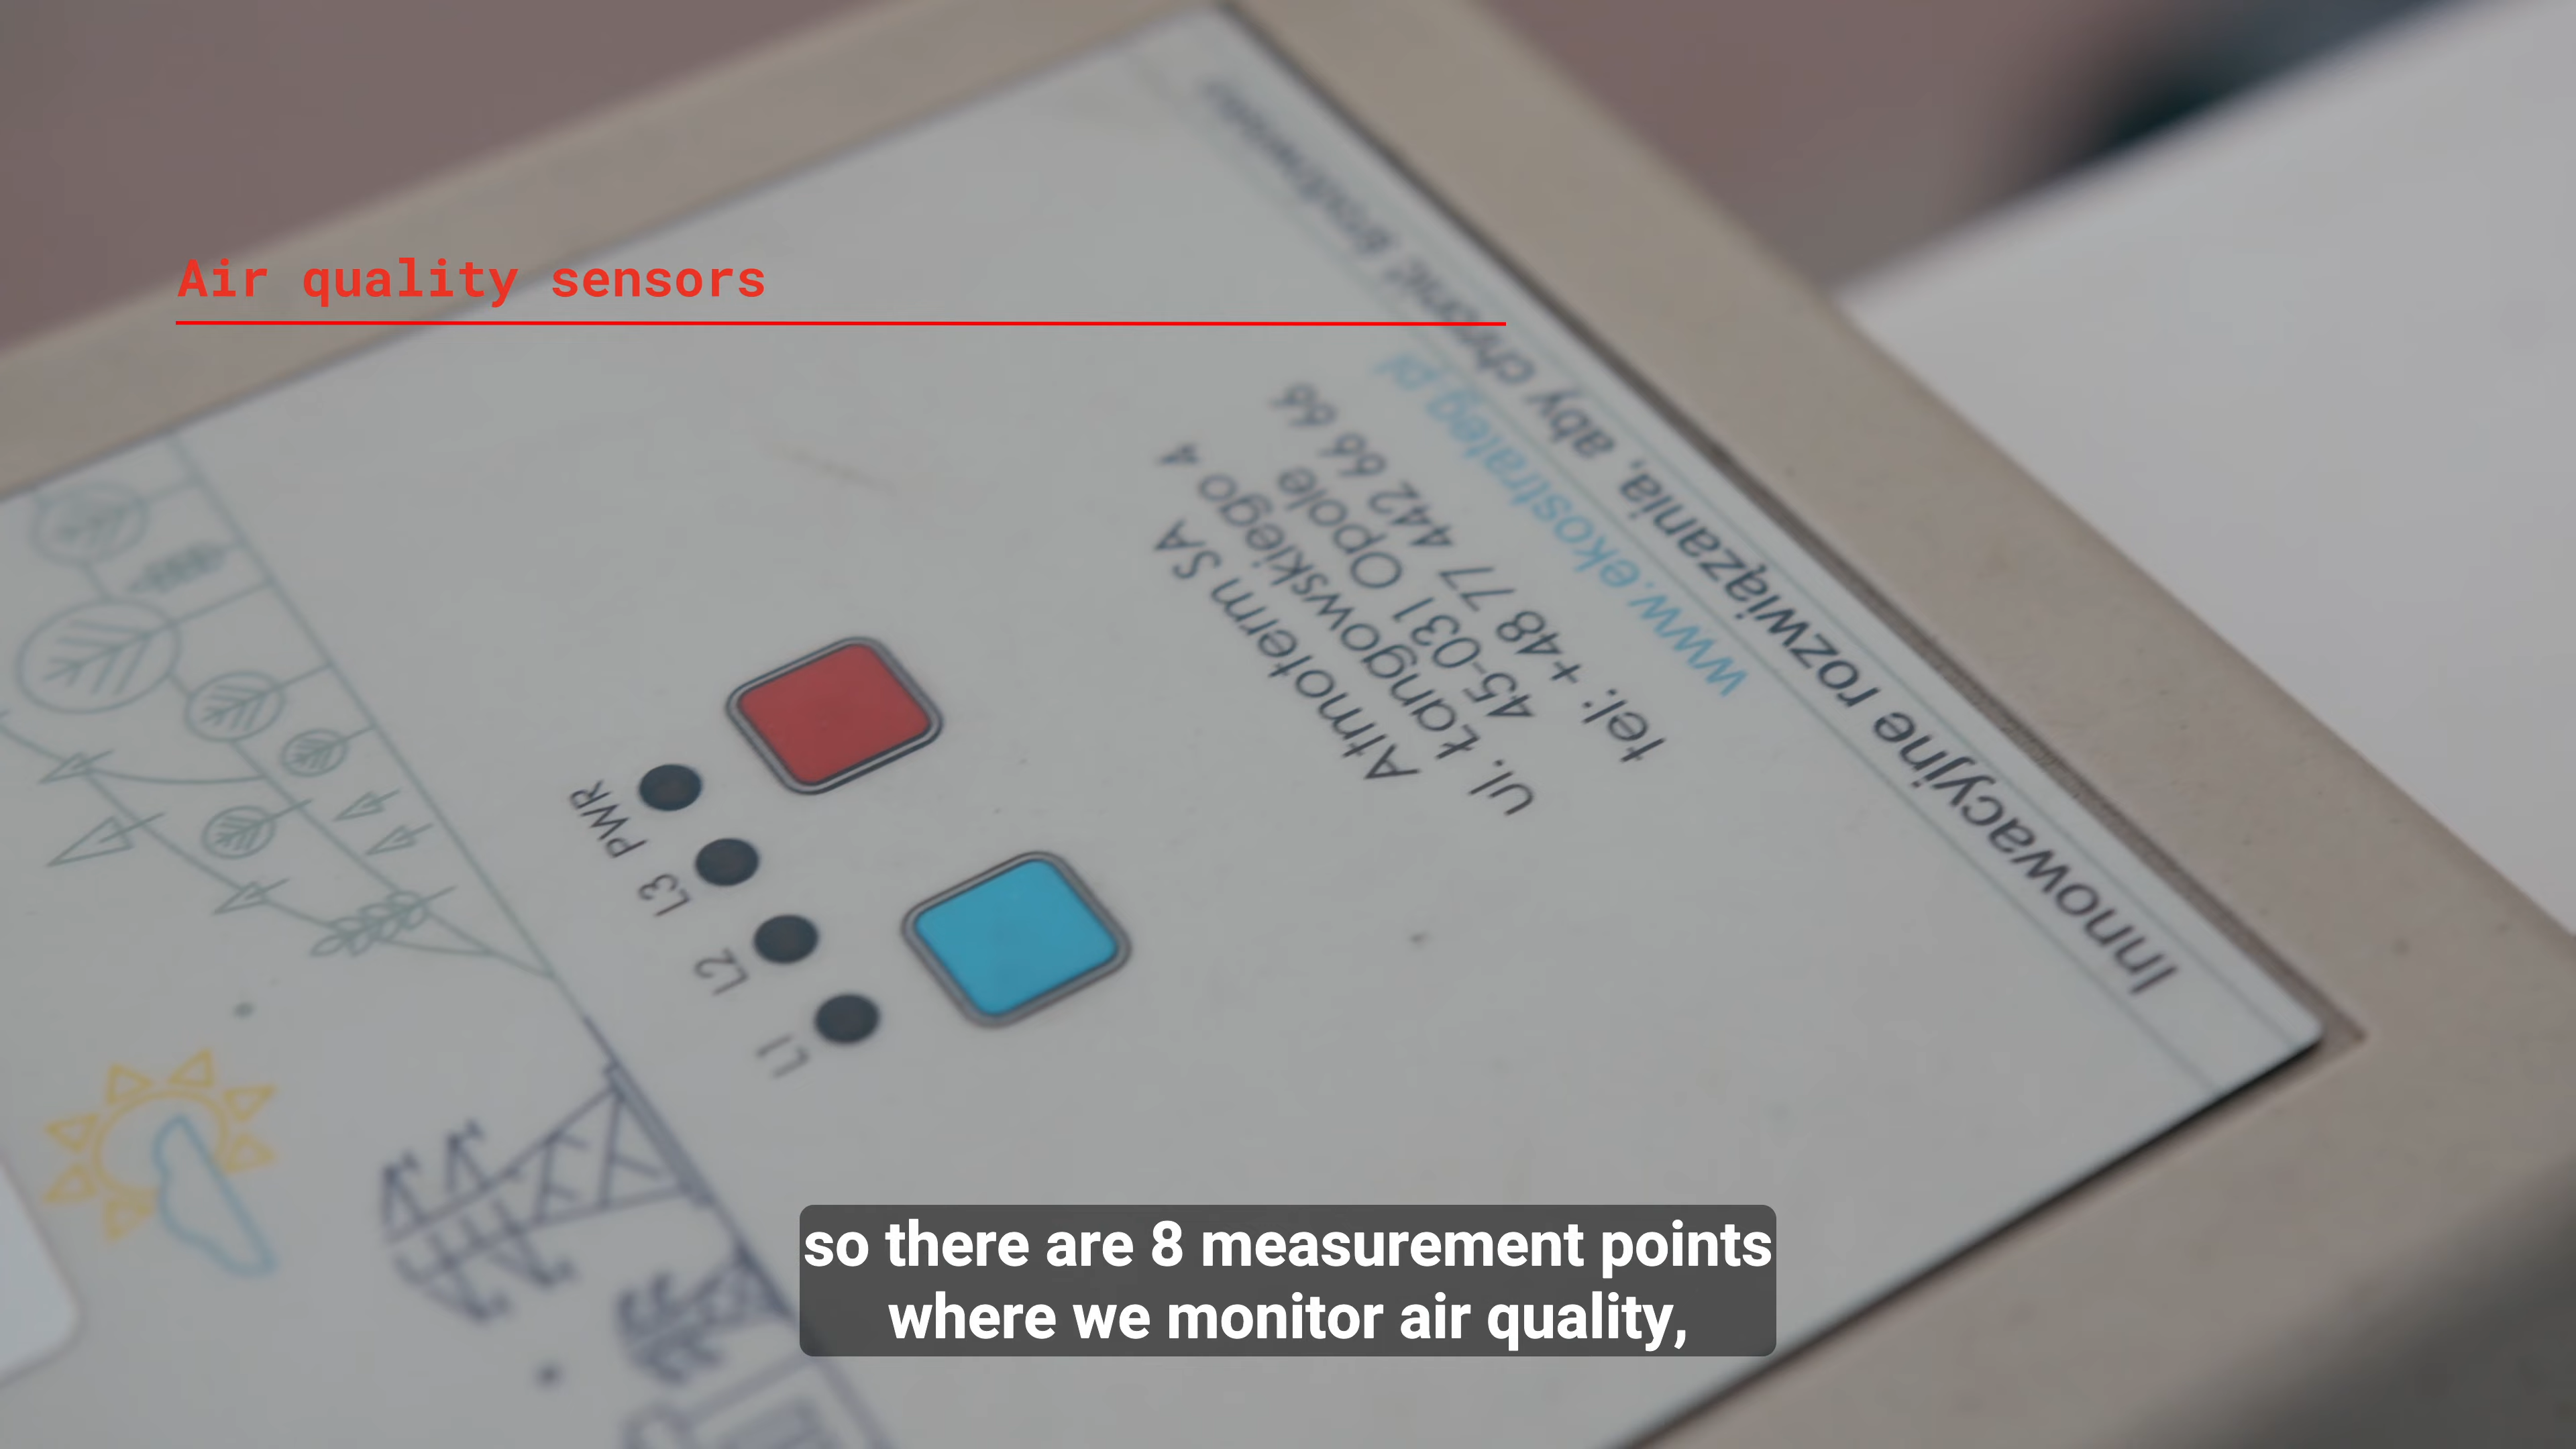 Air quality sensors
PWR
L3
L2
L1
Atmoterm SA
ul. Łangowskiego 4
45-031 Opole
tel: +48 77 442 66 66
www.ekostrateg.pl
Innowacyjne rozwiązania, aby chronić
so there are 8 measurement points
where we monitor air quality,